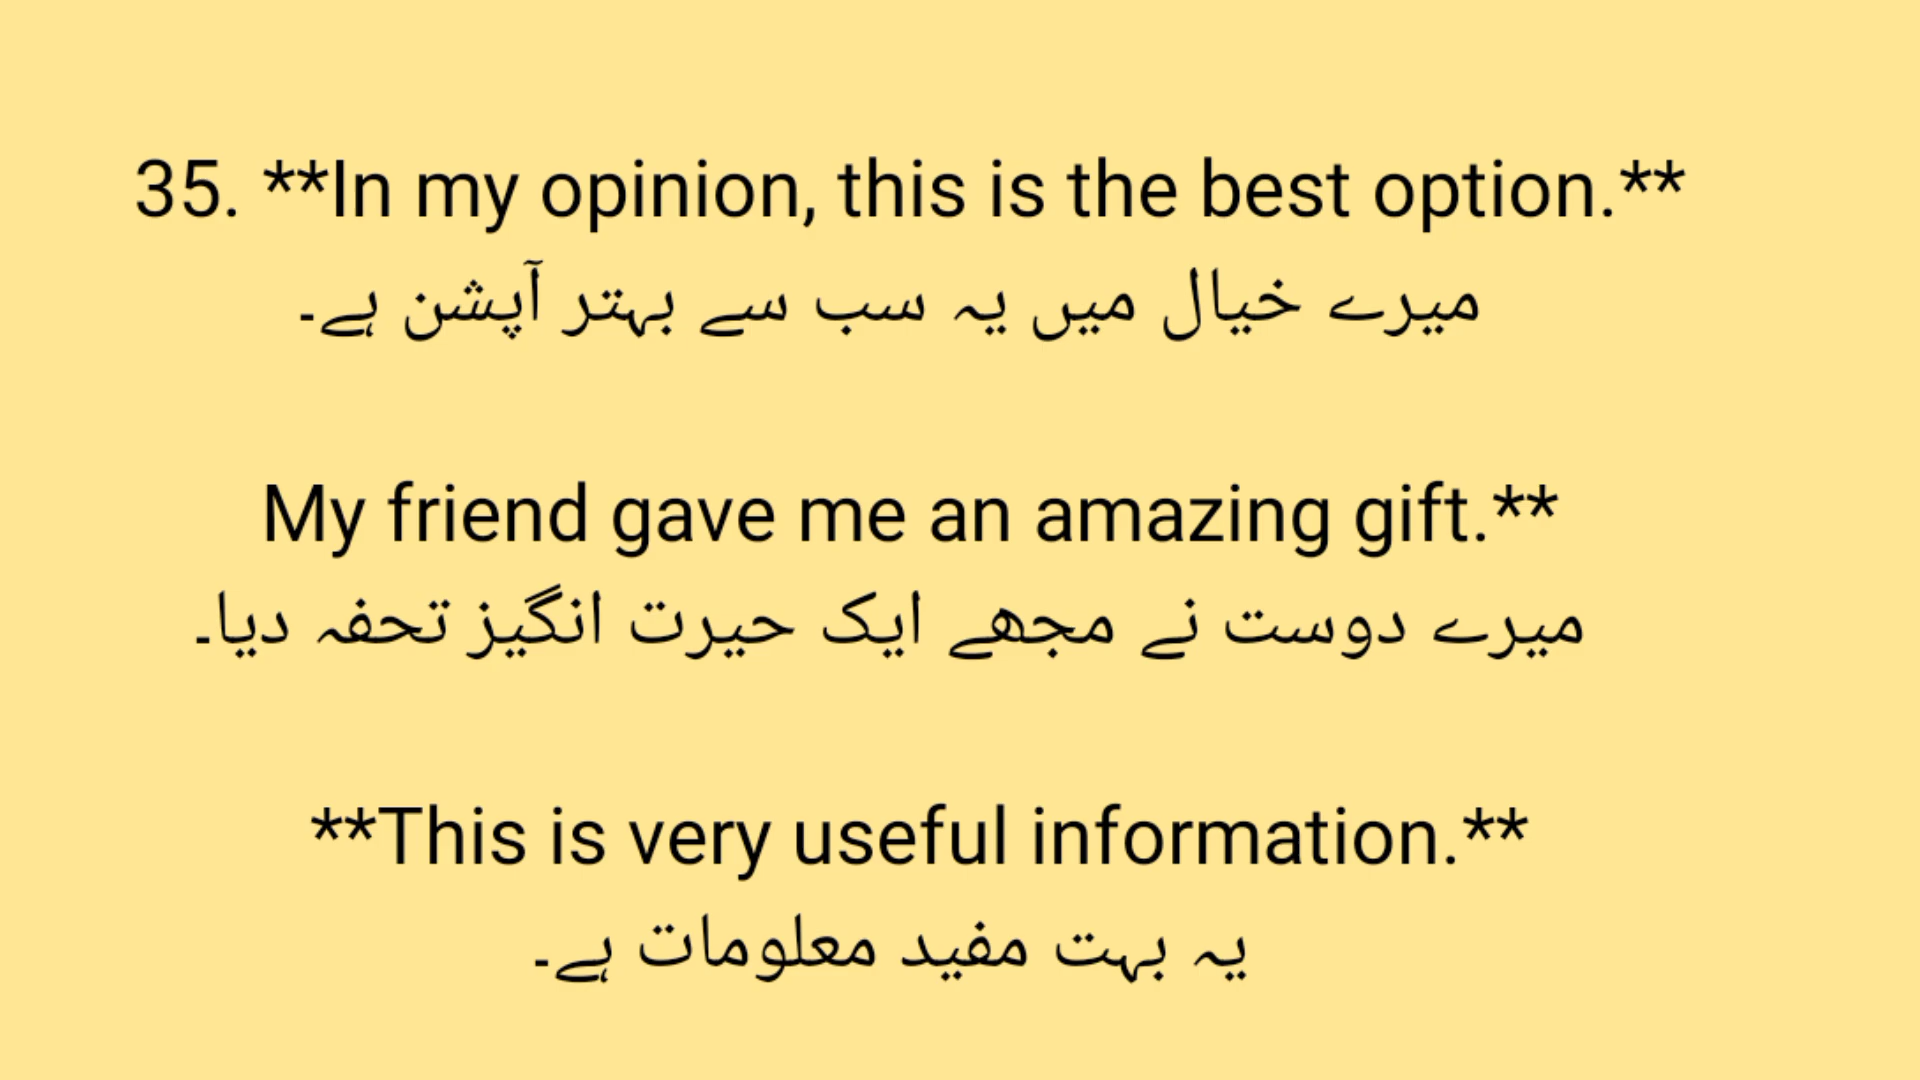 35. **In my opinion, this is the best option.**
میرے خیال میں یہ سب سے بہتر آپشن ہے۔
My friend gave me an amazing gift.**
میرے دوست نے مجھے ایک حیرت انگیز تحفہ دیا۔
**This is very useful information.**
یہ بہت مفید معلومات ہے۔